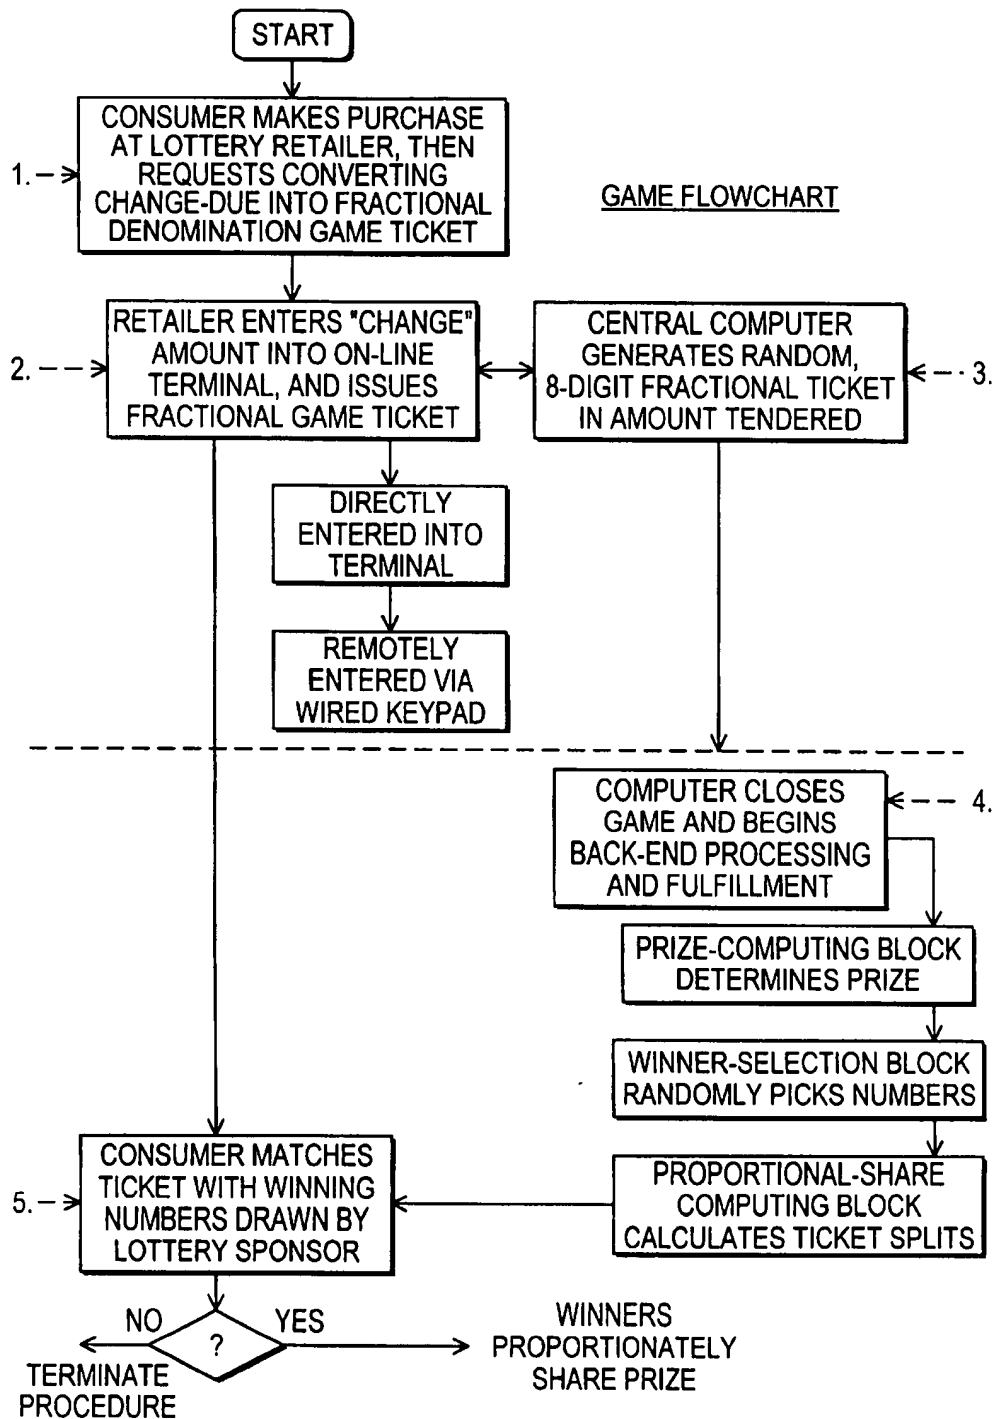 START
CONSUMER MAKES PURCHASE
AT LOTTERY RETAILER, THEN
REQUESTS CONVERTING
CHANGE-DUE INTO FRACTIONAL
DENOMINATION GAME TICKET
1.
GAME FLOWCHART
RETAILER ENTERS "CHANGE"
AMOUNT INTO ON-LINE
TERMINAL, AND ISSUES
FRACTIONAL GAME TICKET
2.
CENTRAL COMPUTER
GENERATES RANDOM,
8-DIGIT FRACTIONAL TICKET
IN AMOUNT TENDERED
3.
DIRECTLY
ENTERED INTO
TERMINAL
REMOTELY
ENTERED VIA
WIRED KEYPAD
COMPUTER CLOSES
GAME AND BEGINS
BACK-END PROCESSING
AND FULFILLMENT
4.
PRIZE-COMPUTING BLOCK
DETERMINES PRIZE
WINNER-SELECTION BLOCK
RANDOMLY PICKS NUMBERS
PROPORTIONAL-SHARE
COMPUTING BLOCK
CALCULATES TICKET SPLITS
CONSUMER MATCHES
TICKET WITH WINNING
NUMBERS DRAWN BY
LOTTERY SPONSOR
5.
NO
?
YES
TERMINATE
PROCEDURE
WINNERS
PROPORTIONATELY
SHARE PRIZE